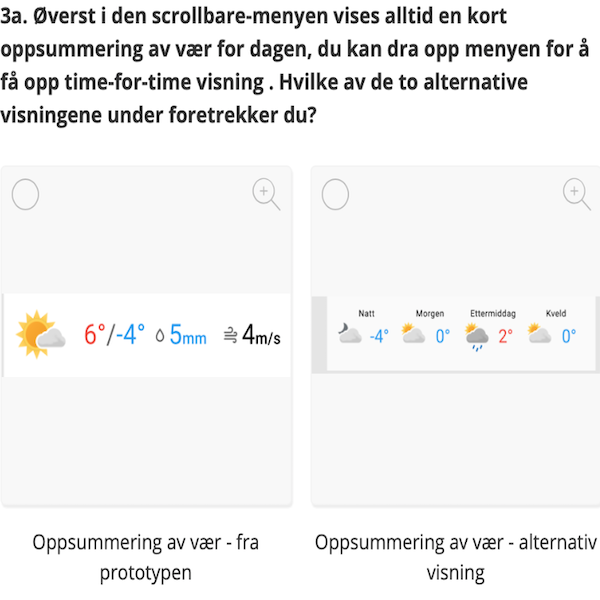 3a. Øverst i den scrollbare-menyen vises alltid en kort
oppsummering av vær for dagen, du kan dra opp menyen for å
få opp time-for-time visning . Hvilke av de to alternative
visningene under foretrekker du?
6°/-4° 5mm 4m/s
Natt Morgen Ettermiddag Kveld
-4° 0° 2° 0°
Oppsummering av vær - fra
prototypen
Oppsummering av vær - alternativ
visning